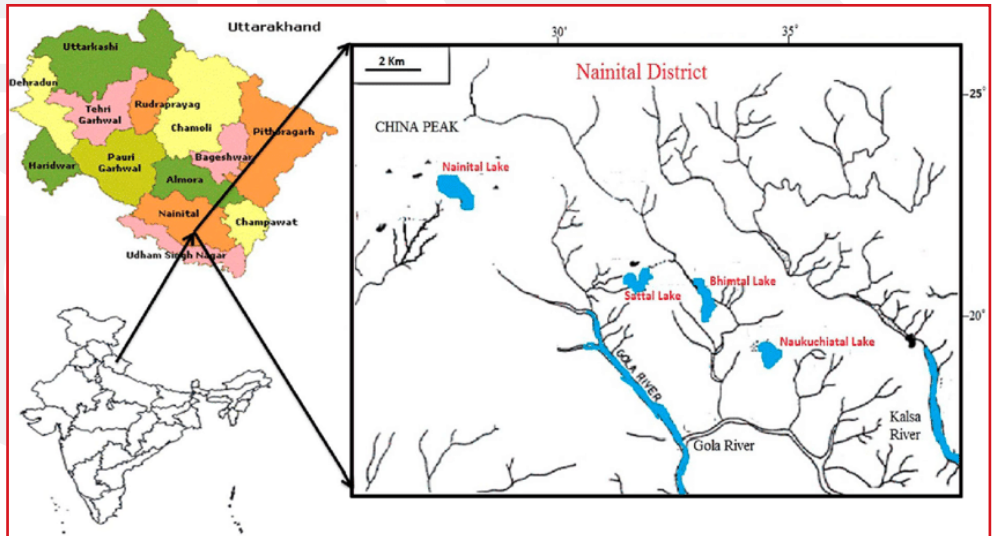 Uttarakhand
Uttarkashi
Dehradun
Tehri
Garhwal
Rudraprayag
Chamoli
Pithoragarh
Haridwar
Pauri
Garhwal
Bageshwar
Almora
Nainital
Champawat
Udham Singh Nagar
30'
35'
2 Km
Nainital District
25°
CHINA PEAK
Nainital Lake
Sattal Lake
Bhimtal Lake
20°
Naukuchiatal Lake
GOLA RIVER
Gola River
Kalsa
River